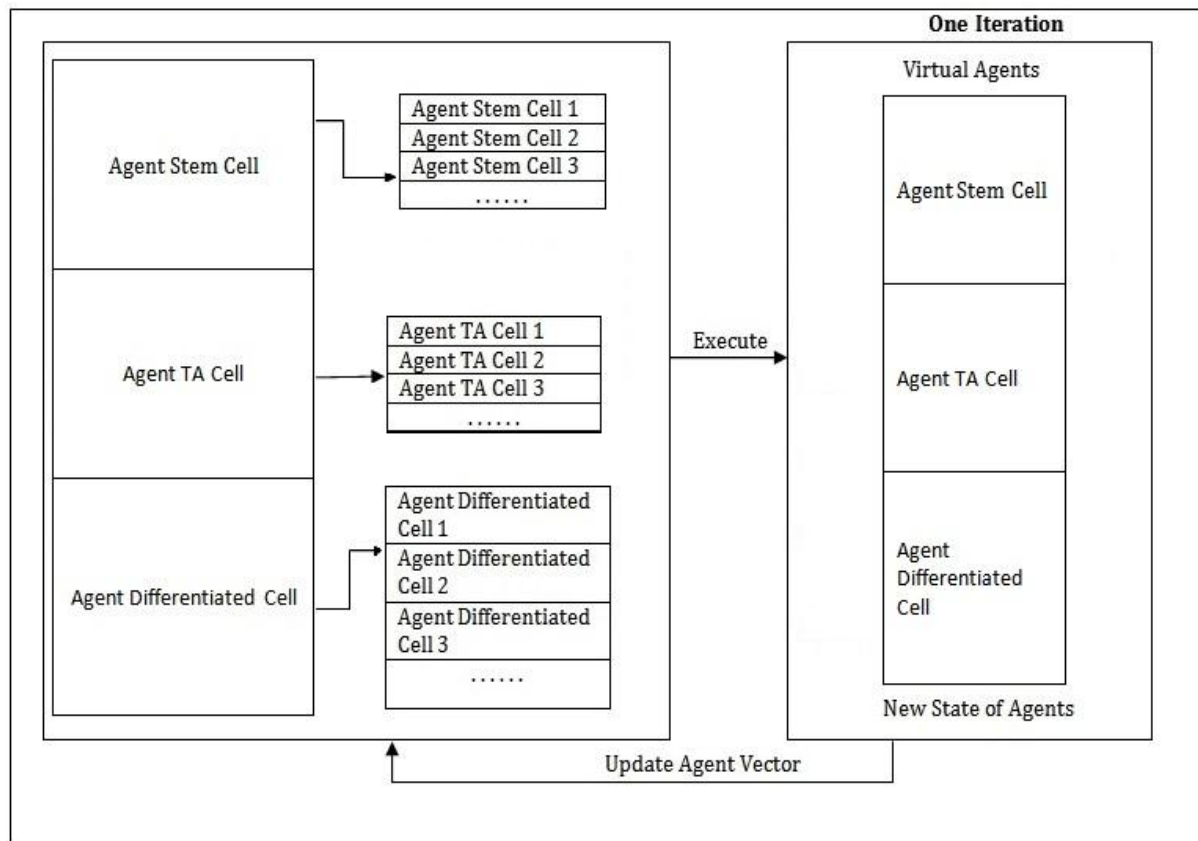 One Iteration
Agent Stem Cell
Agent Stem Cell 1
Agent Stem Cell 2
Agent Stem Cell 3
......
Agent TA Cell
Agent TA Cell 1
Agent TA Cell 2
Agent TA Cell 3
......
Agent Differentiated Cell
Agent Differentiated
Cell 1
Agent Differentiated
Cell 2
Agent Differentiated
Cell 3
......
Execute
Virtual Agents
Agent Stem Cell
Agent TA Cell
Agent
Differentiated
Cell
New State of Agents
Update Agent Vector